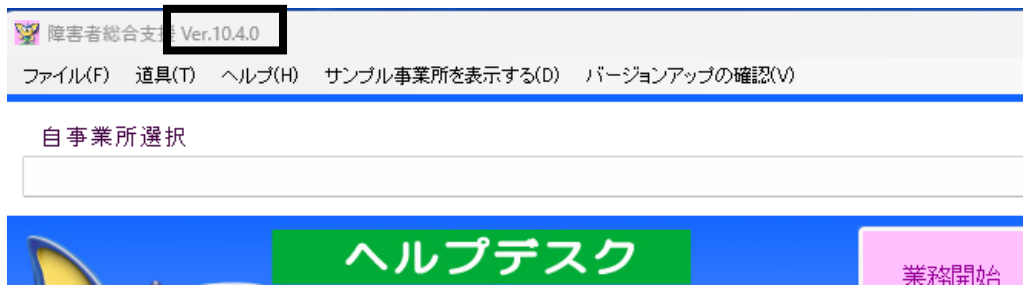 障害者総合支援 Ver.10.4.0
ファイル(F) 道具(T) ヘルプ(H) サンプル事業所を表示する(D) バージョンアップの確認(V)
自事業所選択
ヘルプデスク
業務開始